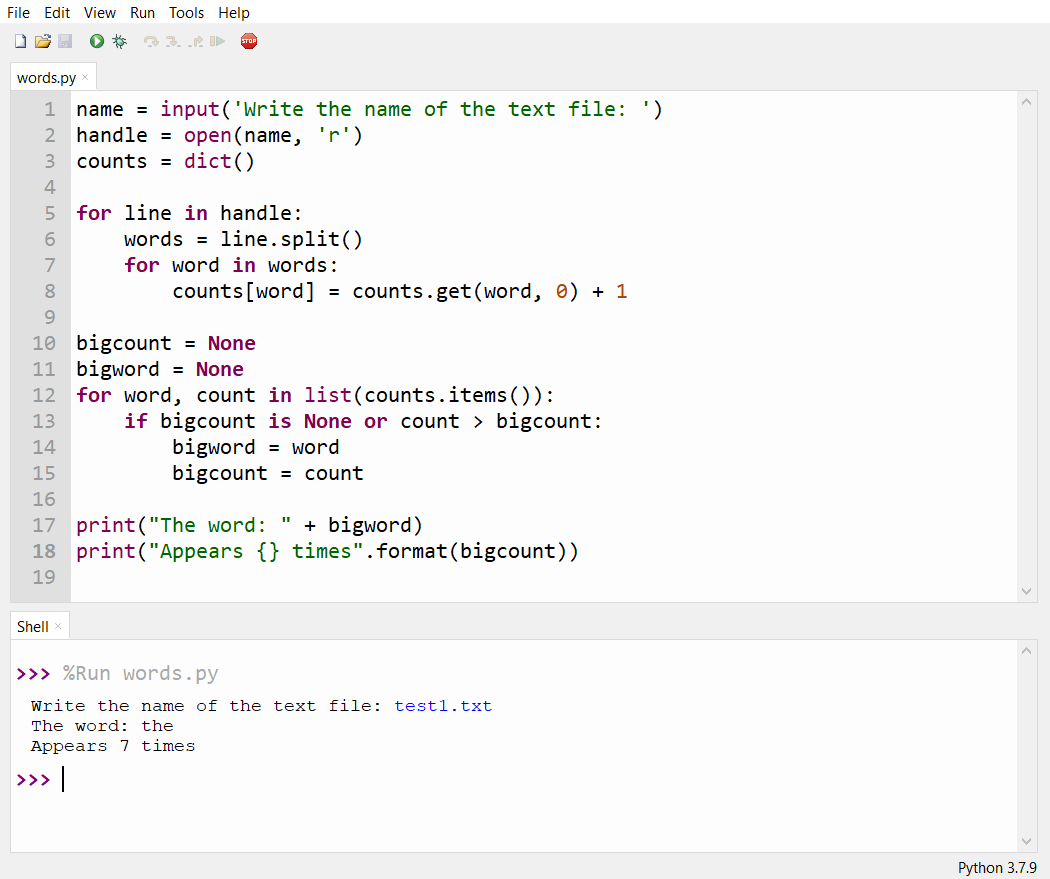 File Edit View Run Tools Help
STOP
words.py ×
1 name = input('Write the name of the text file: ')
2 handle = open(name, 'r')
3 counts = dict()
4
5 for line in handle:
6     words = line.split()
7     for word in words:
8         counts[word] = counts.get(word, 0) + 1
9
10 bigcount = None
11 bigword = None
12 for word, count in list(counts.items()):
13     if bigcount is None or count > bigcount:
14         bigword = word
15         bigcount = count
16
17 print("The word: " + bigword)
18 print("Appears {} times".format(bigcount))
19
Shell ×
>>> %Run words.py
Write the name of the text file: test1.txt
The word: the
Appears 7 times
>>>
Python 3.7.9